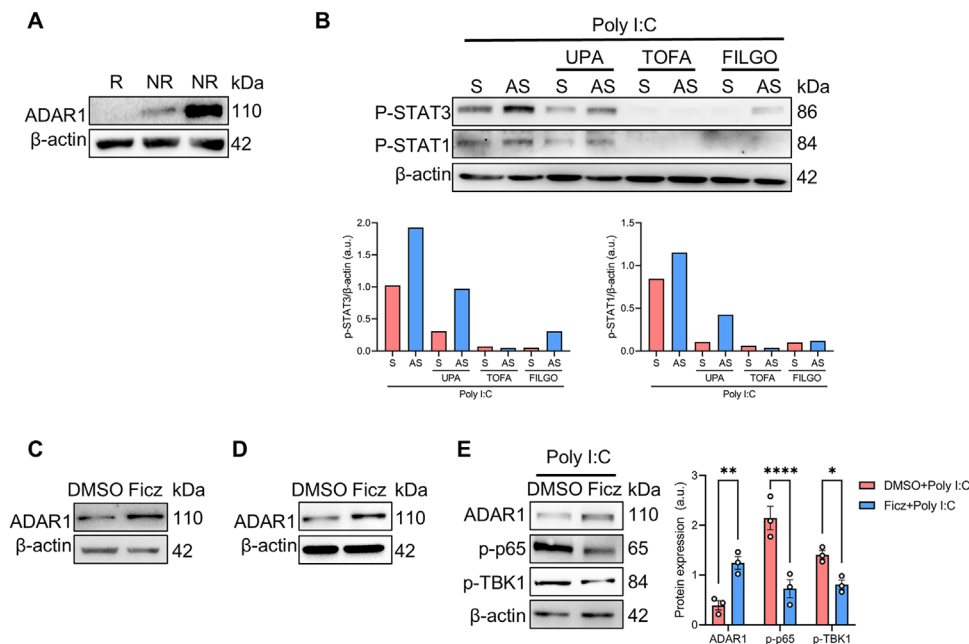 A
R NR NR kDa
ADAR1 110
β-actin 42
B
Poly I:C
UPA TOFA FILGO
S AS S AS S AS S AS kDa
P-STAT3 86
P-STAT1 84
β-actin 42
p-STAT3/β-actin (a.u.)
2.0
1.5
1.0
0.5
0.0
S AS S AS S AS S AS
UPA TOFA FILGO
Poly I:C
p-STAT1/β-actin (a.u.)
1.5
1.0
0.5
0.0
S AS S AS S AS S AS
UPA TOFA FILGO
Poly I:C
C
DMSO Ficz kDa
ADAR1 110
β-actin 42
D
DMSO Ficz kDa
ADAR1 110
β-actin 42
E
Poly I:C
DMSO Ficz kDa
ADAR1 110
p-p65 65
p-TBK1 84
β-actin 42
Protein expression (a.u.)
3
2
1
0
** **** *
ADAR1 p-p65 p-TBK1
DMSO+Poly I:C
Ficz+Poly I:C